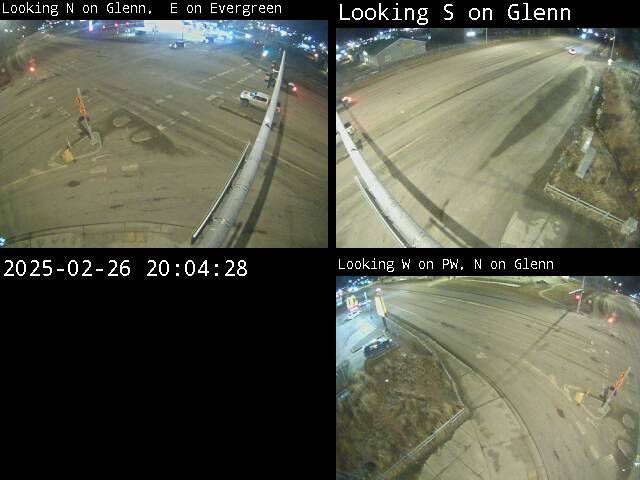 Looking N on Glenn,  E on Evergreen
Looking S on Glenn
2025-02-26 20:04:28
Looking W on PW, N on Glenn